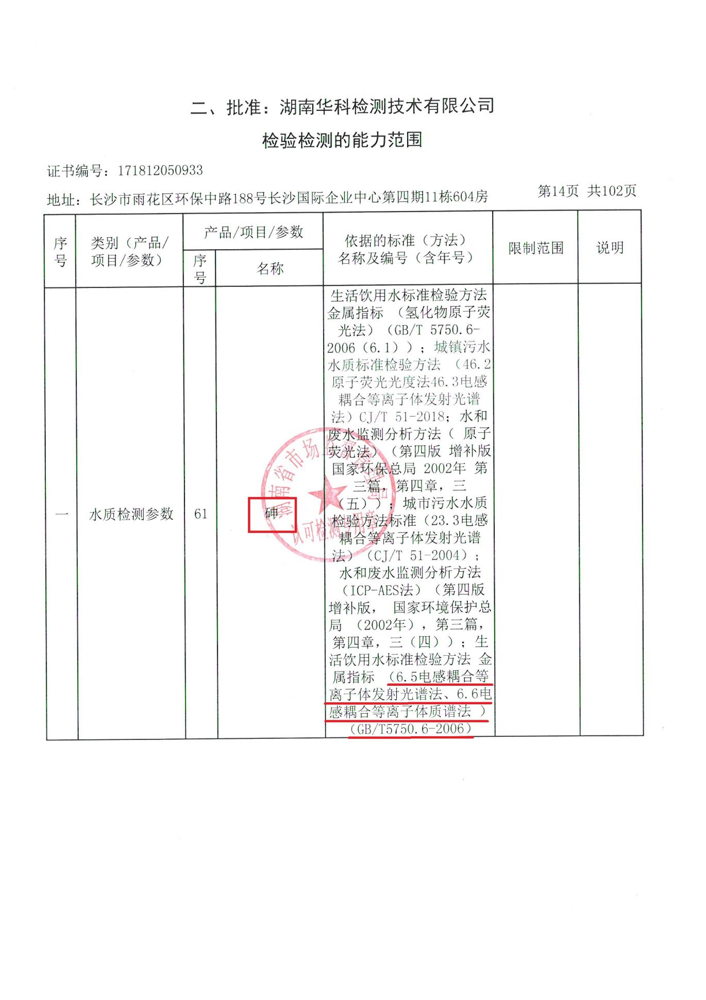 二、批准：湖南华科检测技术有限公司
检验检测的能力范围
证书编号：171812050933
地址：长沙市雨花区环保中路188号长沙国际企业中心第四期11栋604房
第14页 共102页
序号
类别（产品/
项目/参数）
产品/项目/参数
序号
名称
依据的标准（方法）
名称及编号（含年号）
限制范围
说明
一
水质检测参数
61
砷
生活饮用水标准检验方法
金属指标 （氢化物原子荧
光法）（GB/T 5750.6-
2006（6.1））；城镇污水
水质标准检验方法 （46.2
原子荧光光度法46.3电感
耦合等离子体发射光谱
法）CJ/T 51-2018；水和
废水监测分析方法（ 原子
荧光法）（第四版 增补版
国家环保总局 2002年 第
三篇，第四章，三
（五））；城市污水水质
检验方法标准（23.3电感
耦合等离子体发射光谱
法）（CJ/T 51-2004）；
水和废水监测分析方法
（ICP-AES法）（第四版
增补版， 国家环境保护总
局 （2002年），第三篇，
第四章，三（四））；生
活饮用水标准检验方法 金
属指标 （6.5电感耦合等
离子体发射光谱法、6.6电
感耦合等离子体质谱法 ）
（GB/T5750.6-2006）
湖南省市场监督管理局
认可检测专用章